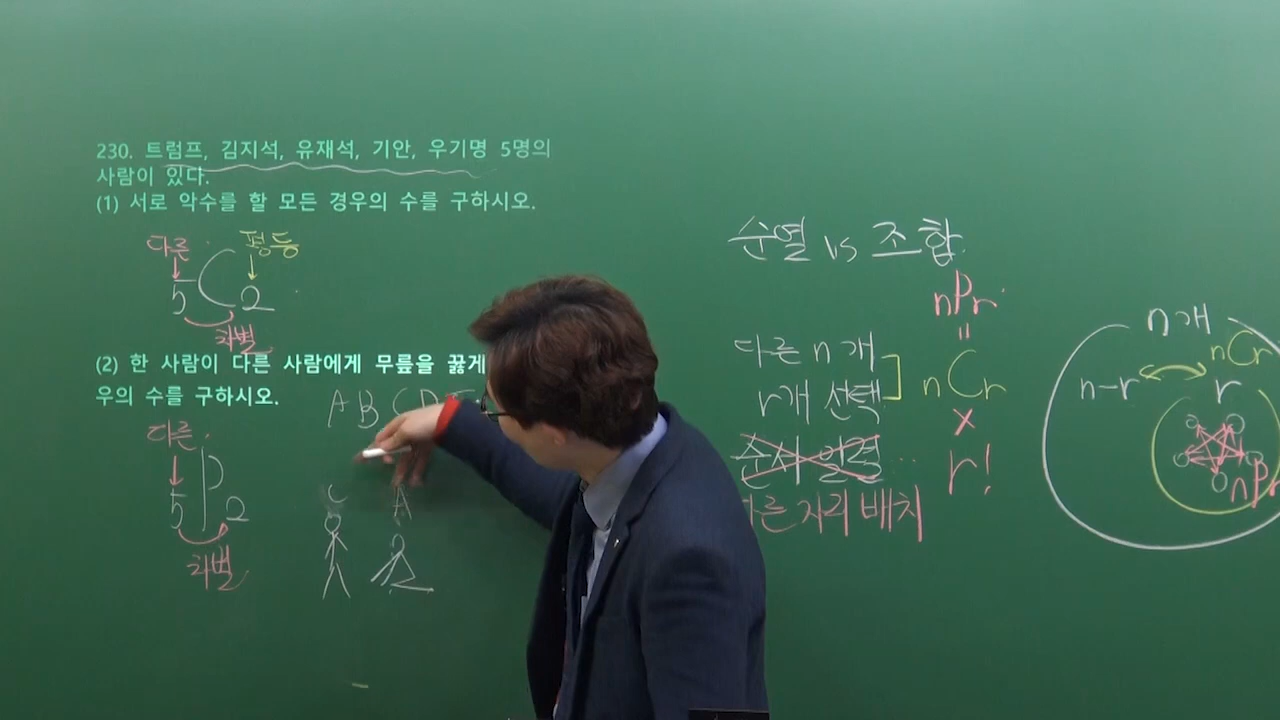 230. 트럼프, 김지석, 유재석, 기안, 우기명 5명의
사람이 있다.
(1) 서로 악수를 할 모든 경우의 수를 구하시오.
다른 평등
5C2
차별
(2) 한 사람이 다른 사람에게 무릎을 꿇게
우의 수를 구하시오.
A B C D
다른
5P2
차별
C A
순열 vs 조합
nPr
=
다른 n개
r개 선택
nCr
×
순서 일렬 ...
r!
다른 자리 배치
n개
nCr
n-r r
nPr